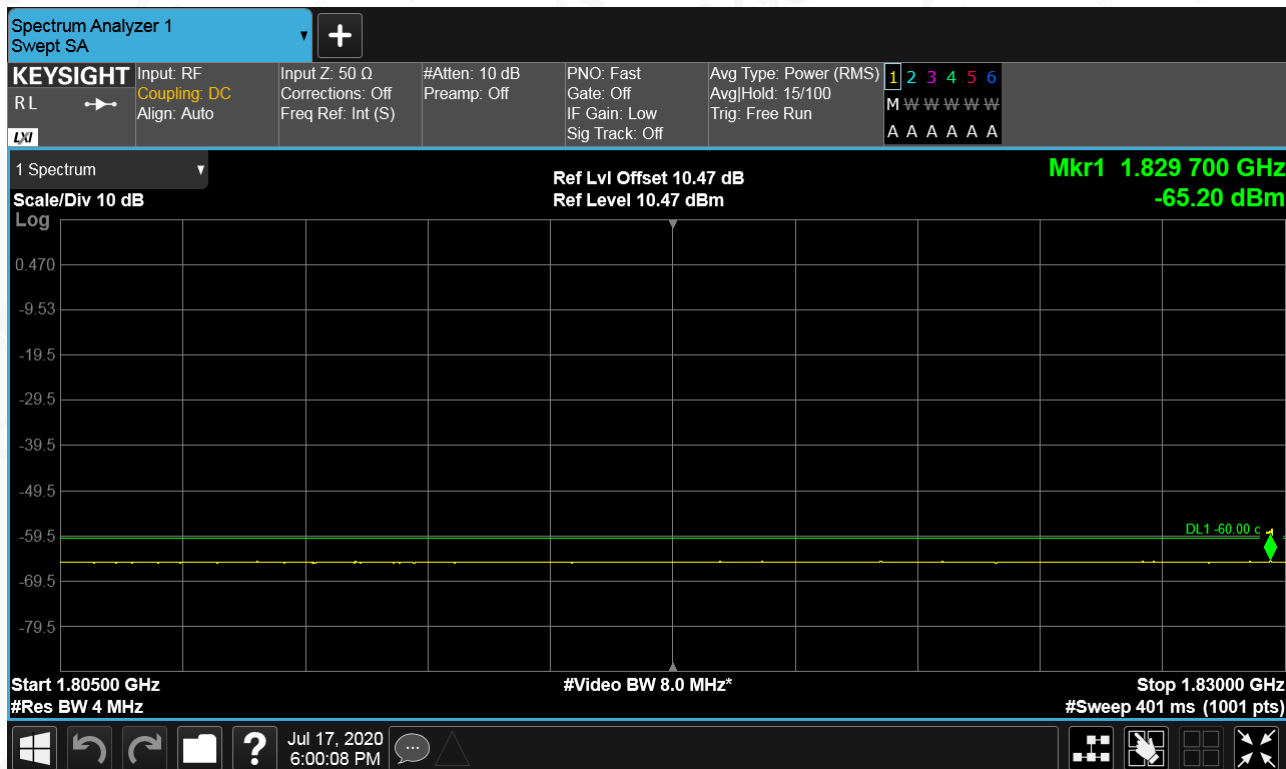 Spectrum Analyzer 1
Swept SA
KEYSIGHT
R L
LXI
Input: RF
Coupling: DC
Align: Auto
Input Z: 50 Ω
Corrections: Off
Freq Ref: Int (S)
#Atten: 10 dB
Preamp: Off
PNO: Fast
Gate: Off
IF Gain: Low
Sig Track: Off
Avg Type: Power (RMS)
Avg|Hold: 15/100
Trig: Free Run
1 2 3 4 5 6
M W W W W W
A A A A A A
1 Spectrum
Scale/Div 10 dB
Log
Ref Lvl Offset 10.47 dB
Ref Level 10.47 dBm
Mkr1 1.829 700 GHz
-65.20 dBm
0.470
-9.53
-19.5
-29.5
-39.5
-49.5
-59.5
-69.5
-79.5
DL1 -60.00
Start 1.80500 GHz
#Res BW 4 MHz
#Video BW 8.0 MHz*
Stop 1.83000 GHz
#Sweep 401 ms (1001 pts)
?
Jul 17, 2020
6:00:08 PM